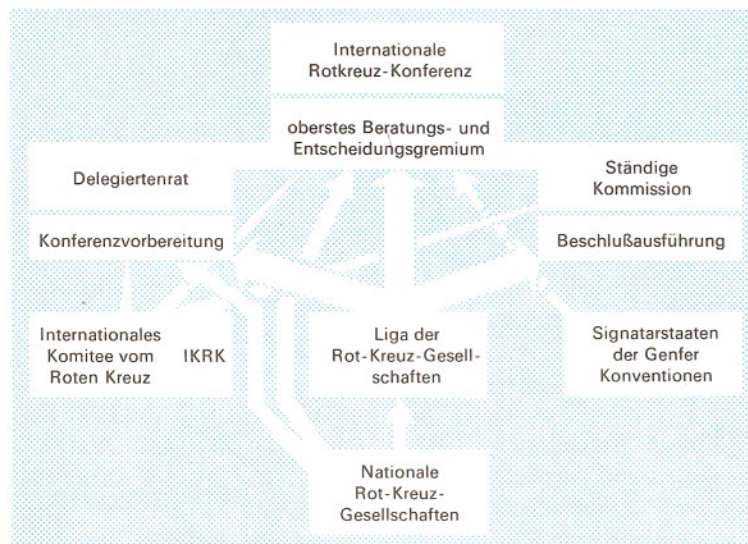 Internationale
Rotkreuz-Konferenz
oberstes Beratungs- und
Entscheidungsgremium
Delegiertenrat
Konferenzvorbereitung
Ständige
Kommission
Beschlußausführung
Internationales
Komitee vom IKRK
Roten Kreuz
Liga der
Rot-Kreuz-Gesell-
schaften
Signatarstaaten
der Genfer
Konventionen
Nationale
Rot-Kreuz-
Gesellschaften